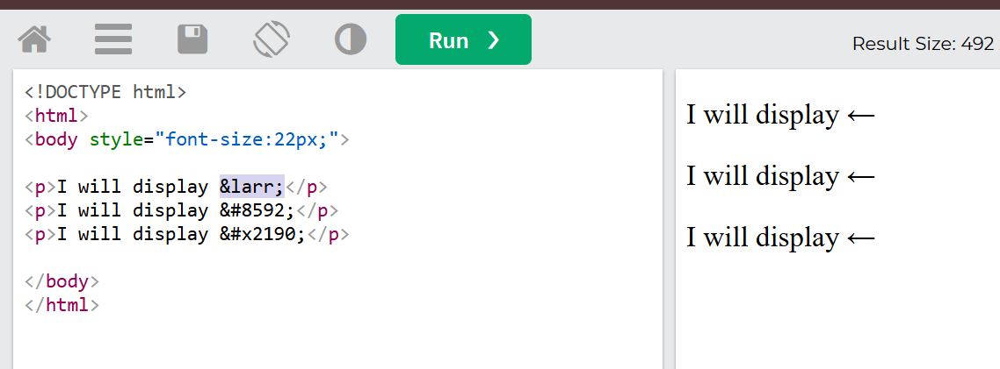 Run ❯
Result Size: 492
<!DOCTYPE html>
<html>
<body style="font-size:22px;">
<p>I will display &larr;</p>
<p>I will display &#8592;</p>
<p>I will display &#x2190;</p>
</body>
</html>
I will display ←
I will display ←
I will display ←